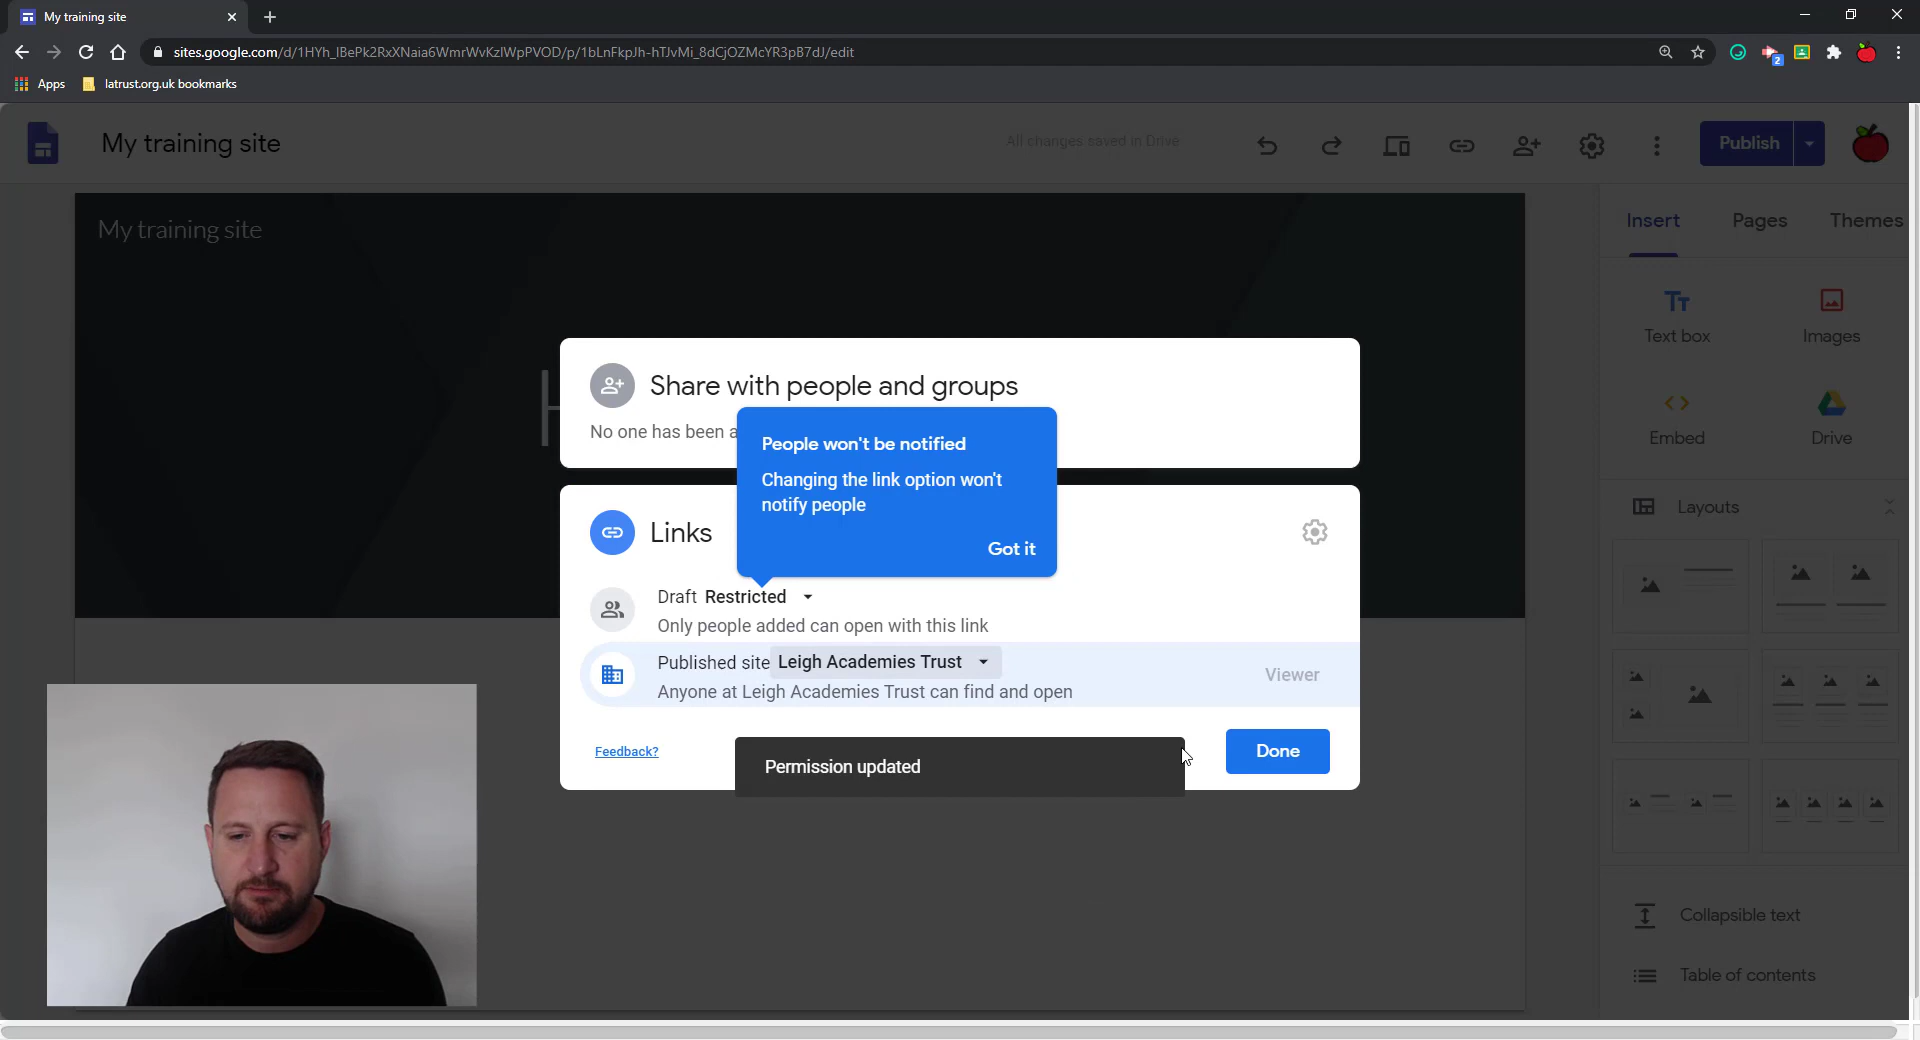 My training site
sites.google.com/d/1HYh_lBePk2RxXNaia6WmrWvKzlWpPVOD/p/1bLnFkpJh-hTJvMi_8dCjOZMcYR3pB7dJ/edit
2
Apps
latrust.org.uk bookmarks
My training site
All changes saved in Drive
Publish
My training site
Insert
Pages
Themes
Text box
Images
Embed
Drive
Layouts
Collapsible text
Table of contents
Share with people and groups
No one has been a
People won't be notified
Changing the link option won't
notify people
Got it
Links
Draft Restricted
Only people added can open with this link
Published site Leigh Academies Trust
Anyone at Leigh Academies Trust can find and open
Viewer
Feedback?
Permission updated
Done